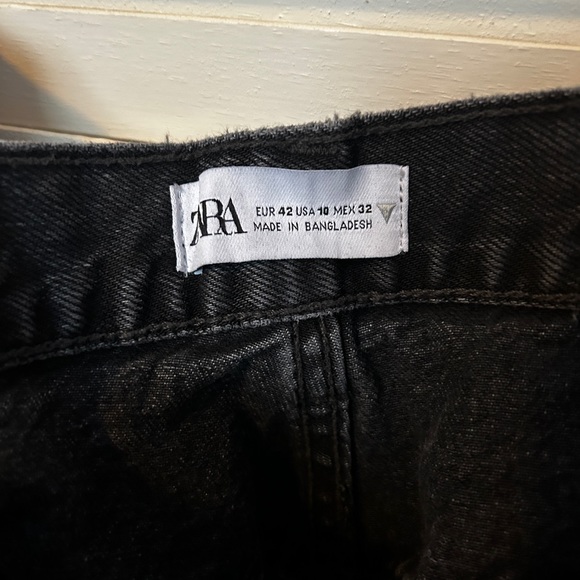 ZARA
EUR 42 USA 10 MEX 32
MADE IN BANGLADESH